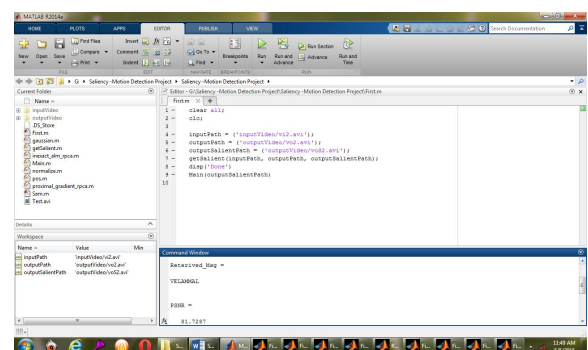 MATLAB R2014a
HOME PLOTS APPS EDITOR PUBLISH VIEW
Search Documentation
New Open Save
Find Files
Compare
Print
Insert
Comment
Indent
Go To
Find
Breakpoints
Run
Run and Advance
Run Section
Advance
Run and Time
FILE EDIT NAVIGATE BREAKPOINTS RUN
G: Saliency -Motion Detection Project Saliency -Motion Detection Project
Current Folder
Name
inputVideo
outputVideo
.DS_Store
First.m
gaussian.m
getSalient.m
inexact_alm_rpca.m
Main.m
normalize.m
pos.m
proximal_gradient_rpca.m
Sam.m
Test.avi
Details
Workspace
Name Value Min
inputPath 'inputVideo/vi2.avi'
outputPath 'outputVideo/vo2.avi'
outputSalientPath 'outputVideo/voS2.avi'
Editor - G:\Saliency -Motion Detection Project\Saliency -Motion Detection Project\First.m
First.m
1 - clear all;
2 - clc;
3
4 - inputPath = ('inputVideo/vi2.avi');
5 - outputPath = ('outputVideo/vo2.avi');
6 - outputSalientPath = ('outputVideo/voS2.avi');
7 - getSalient(inputPath, outputPath, outputSalientPath);
8 - disp('Done')
9 - Main(outputSalientPath)
10
Command Window
Reterived_Msg =
VELAMMAL
PSNR =
81.7287
fx
11:49 AM